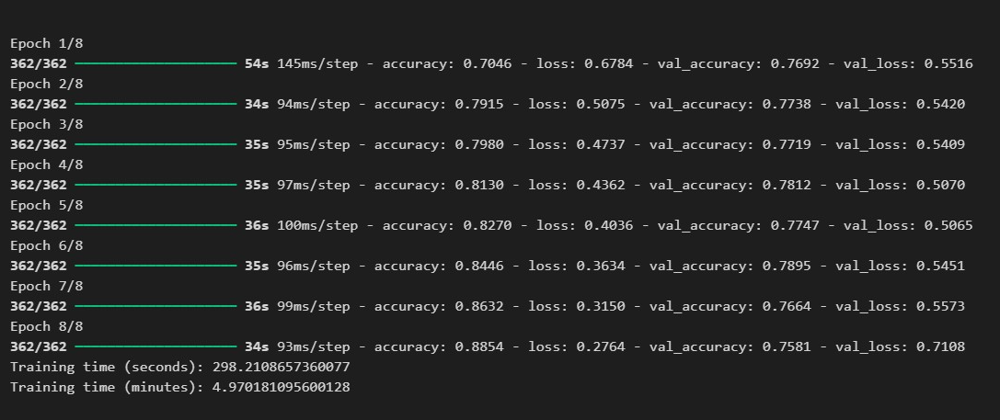 Epoch 1/8
362/362 ━━━━━━━━━━━━━━━━━━━━ 54s 145ms/step - accuracy: 0.7046 - loss: 0.6784 - val_accuracy: 0.7692 - val_loss: 0.5516
Epoch 2/8
362/362 ━━━━━━━━━━━━━━━━━━━━ 34s 94ms/step - accuracy: 0.7915 - loss: 0.5075 - val_accuracy: 0.7738 - val_loss: 0.5420
Epoch 3/8
362/362 ━━━━━━━━━━━━━━━━━━━━ 35s 95ms/step - accuracy: 0.7980 - loss: 0.4737 - val_accuracy: 0.7719 - val_loss: 0.5409
Epoch 4/8
362/362 ━━━━━━━━━━━━━━━━━━━━ 35s 97ms/step - accuracy: 0.8130 - loss: 0.4362 - val_accuracy: 0.7812 - val_loss: 0.5070
Epoch 5/8
362/362 ━━━━━━━━━━━━━━━━━━━━ 36s 100ms/step - accuracy: 0.8270 - loss: 0.4036 - val_accuracy: 0.7747 - val_loss: 0.5065
Epoch 6/8
362/362 ━━━━━━━━━━━━━━━━━━━━ 35s 96ms/step - accuracy: 0.8446 - loss: 0.3634 - val_accuracy: 0.7895 - val_loss: 0.5451
Epoch 7/8
362/362 ━━━━━━━━━━━━━━━━━━━━ 36s 99ms/step - accuracy: 0.8632 - loss: 0.3150 - val_accuracy: 0.7664 - val_loss: 0.5573
Epoch 8/8
362/362 ━━━━━━━━━━━━━━━━━━━━ 34s 93ms/step - accuracy: 0.8854 - loss: 0.2764 - val_accuracy: 0.7581 - val_loss: 0.7108
Training time (seconds): 298.2108657360077
Training time (minutes): 4.970181095600128